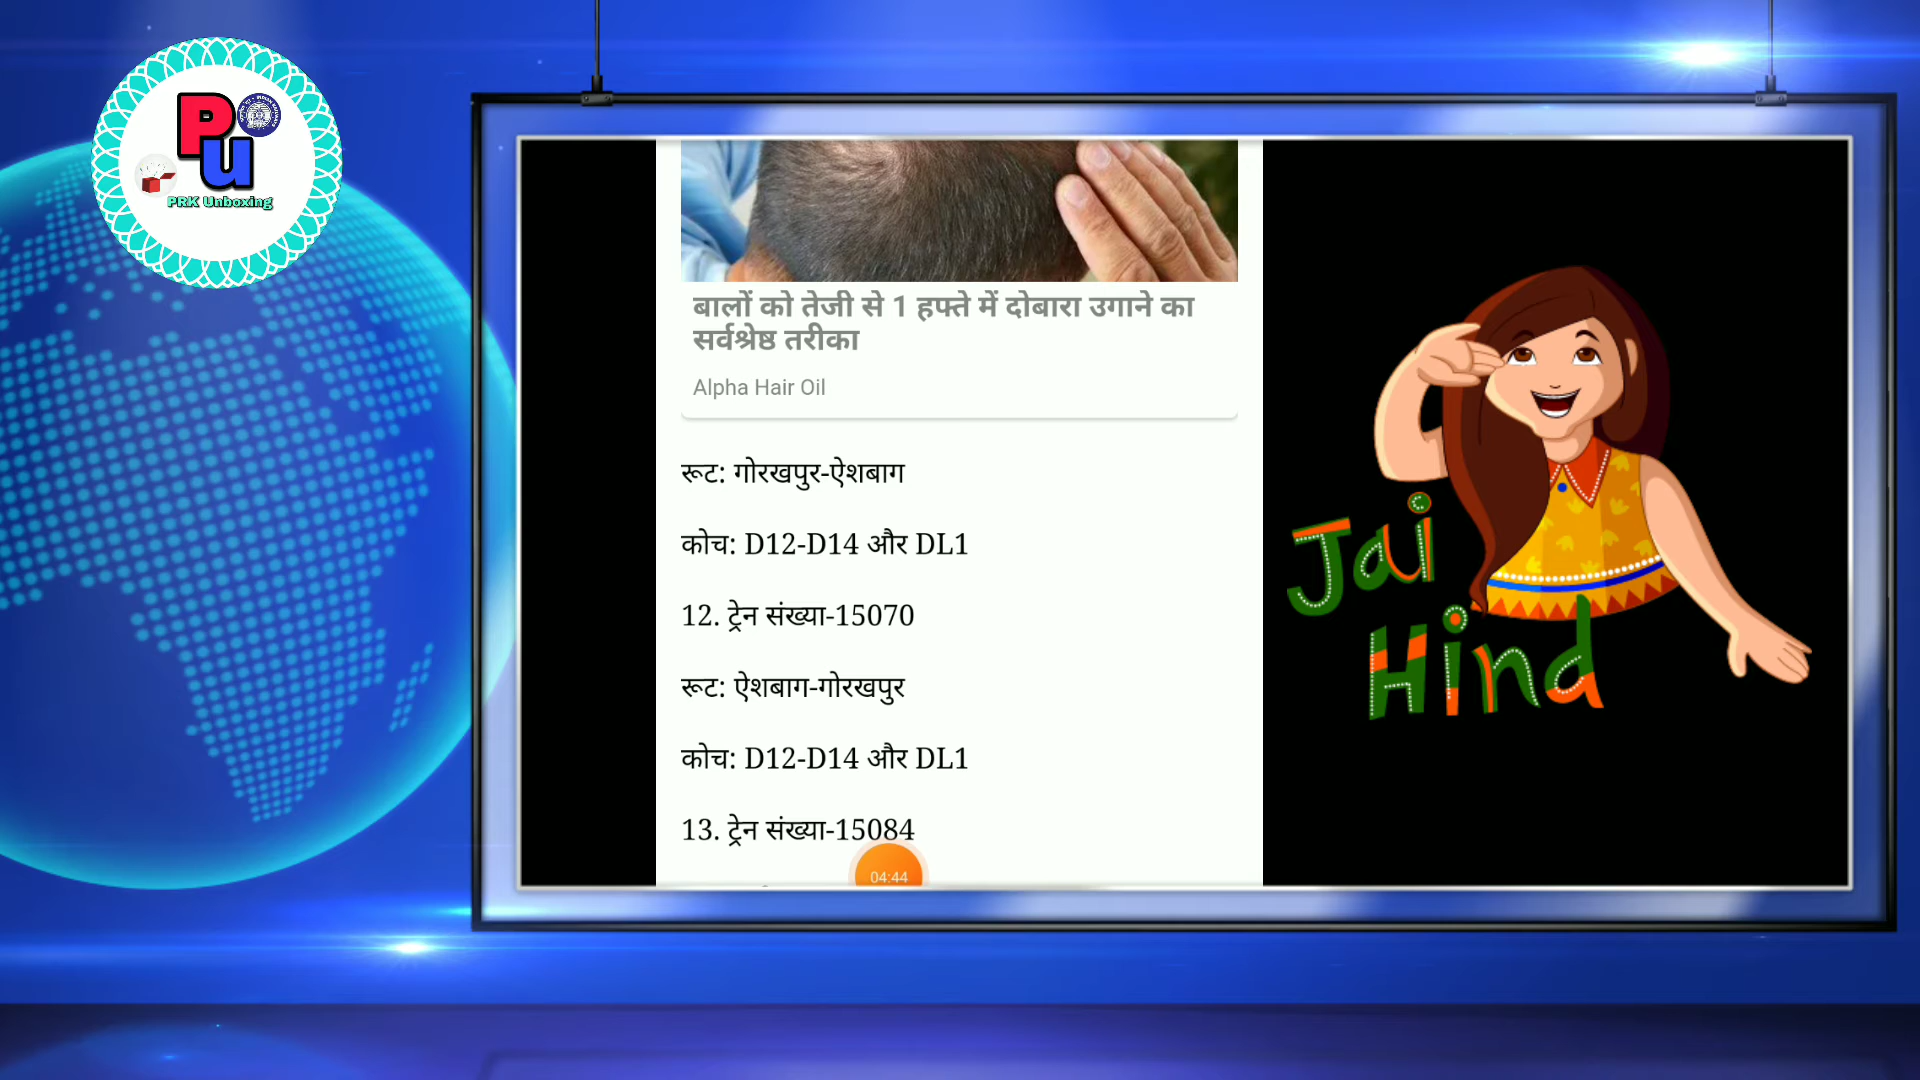 PU
PRK Unboxing
बालों को तेजी से 1 हफ्ते में दोबारा उगाने का
सर्वश्रेष्ठ तरीका
Alpha Hair Oil
रूट: गोरखपुर-ऐशबाग
कोच: D12-D14 और DL1
12. ट्रेन संख्या-15070
रूट: ऐशबाग-गोरखपुर
कोच: D12-D14 और DL1
13. ट्रेन संख्या-15084
04:44
Jai
Hind